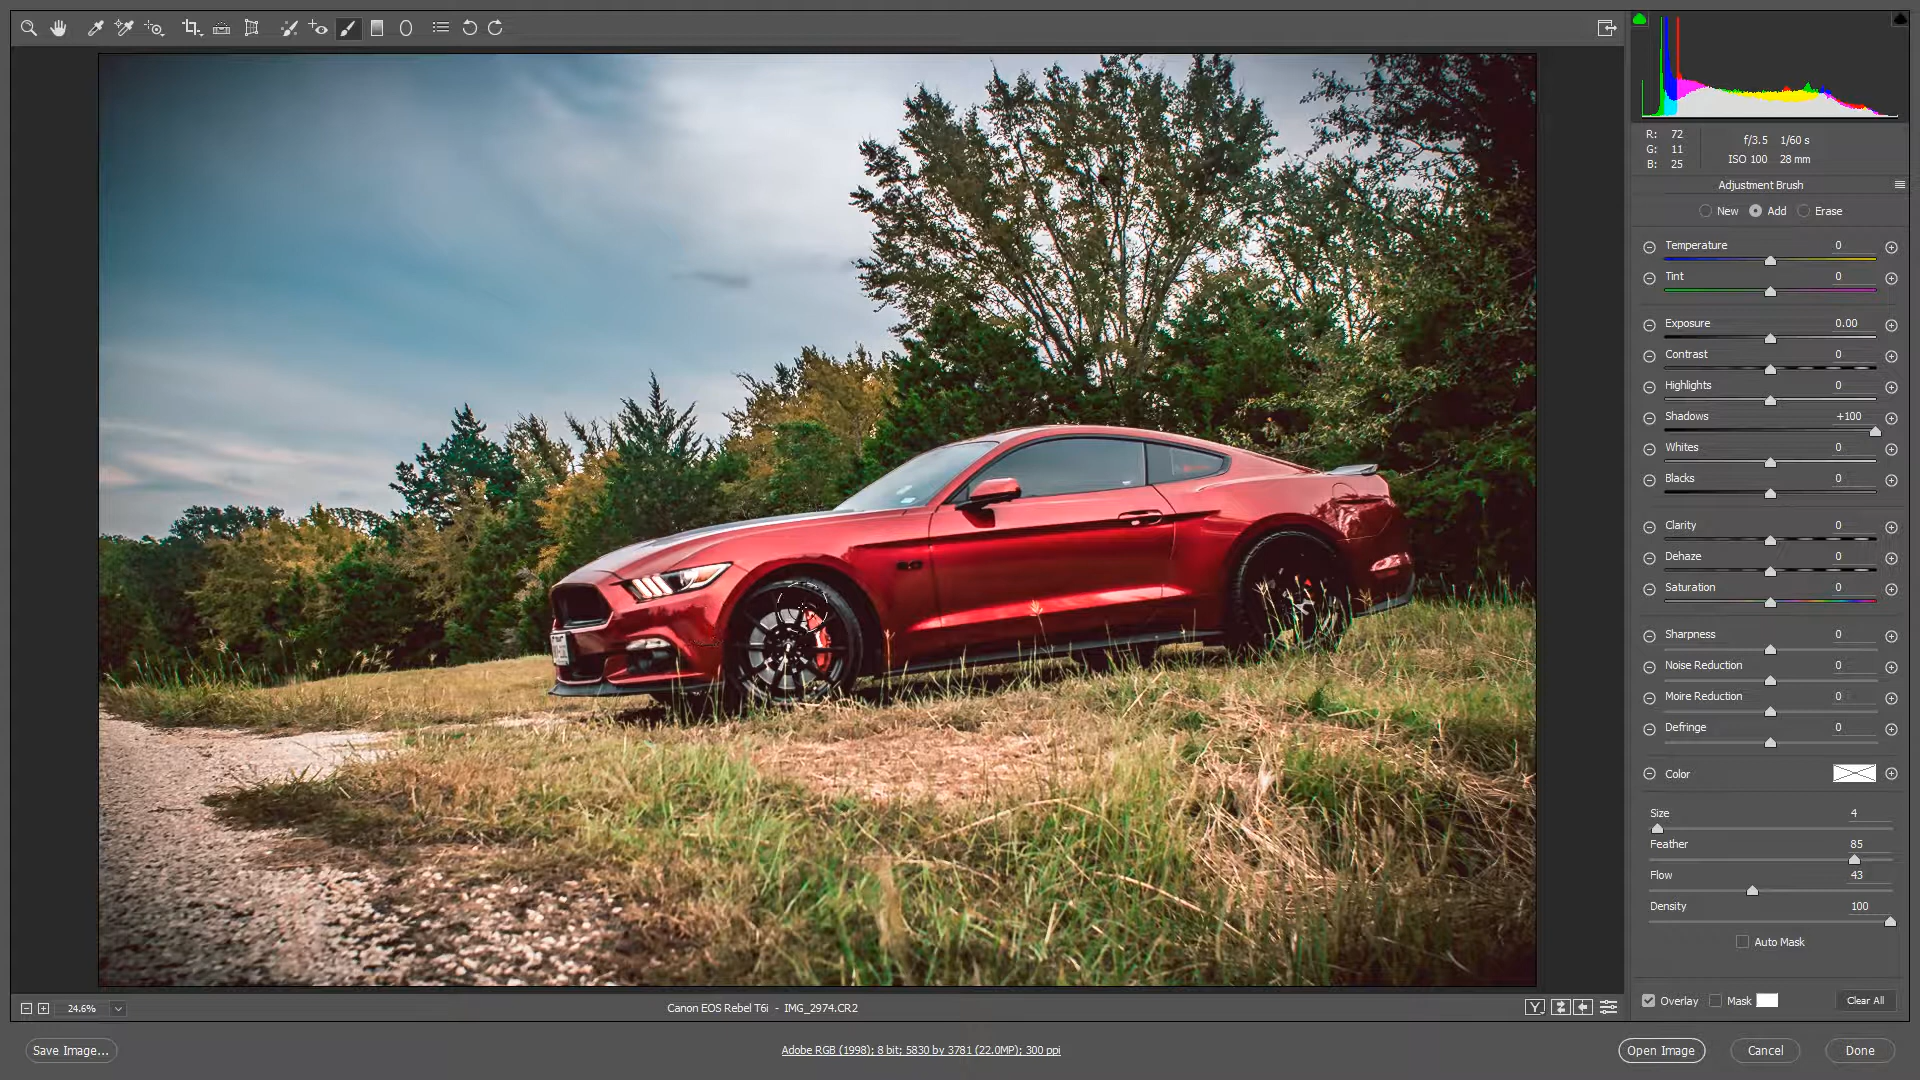 R: 72
G: 11
B: 25
f/3.5 1/60 s
ISO 100 28 mm
Adjustment Brush
New Add Erase
Temperature 0
Tint 0
Exposure 0.00
Contrast 0
Highlights 0
Shadows +100
Whites 0
Blacks 0
Clarity 0
Dehaze 0
Saturation 0
Sharpness 0
Noise Reduction 0
Moire Reduction 0
Defringe 0
Color
Size 4
Feather 85
Flow 43
Density 100
Auto Mask
24.6%
Canon EOS Rebel T6i - IMG_2974.CR2
Y
Overlay Mask Clear All
Save Image...
Adobe RGB (1998); 8 bit; 5830 by 3781 (22.0MP); 300 ppi
Open Image Cancel Done